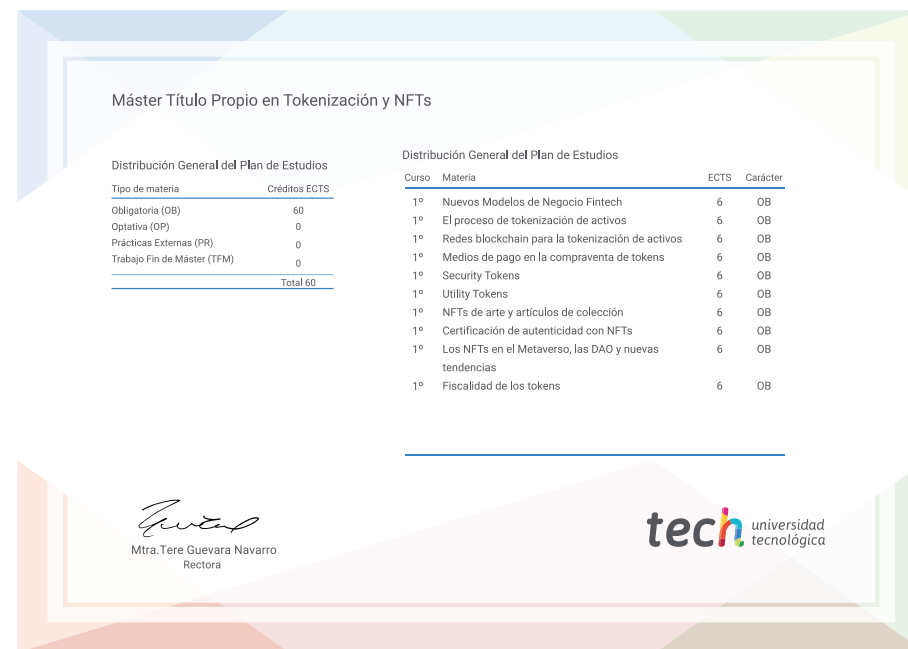 Máster Título Propio en Tokenización y NFTs
Distribución General del Plan de Estudios
Tipo de materia Créditos ECTS
Obligatoria (OB) 60
Optativa (OP) 0
Prácticas Externas (PR) 0
Trabajo Fin de Máster (TFM) 0
Total 60
Distribución General del Plan de Estudios
Curso Materia ECTS Carácter
1º Nuevos Modelos de Negocio Fintech 6 OB
1º El proceso de tokenización de activos 6 OB
1º Redes blockchain para la tokenización de activos 6 OB
1º Medios de pago en la compraventa de tokens 6 OB
1º Security Tokens 6 OB
1º Utility Tokens 6 OB
1º NFTs de arte y artículos de colección 6 OB
1º Certificación de autenticidad con NFTs 6 OB
1º Los NFTs en el Metaverso, las DAO y nuevas 6 OB
tendencias
1º Fiscalidad de los tokens 6 OB
Mtra.Tere Guevara Navarro
Rectora
tech universidad
tecnológica